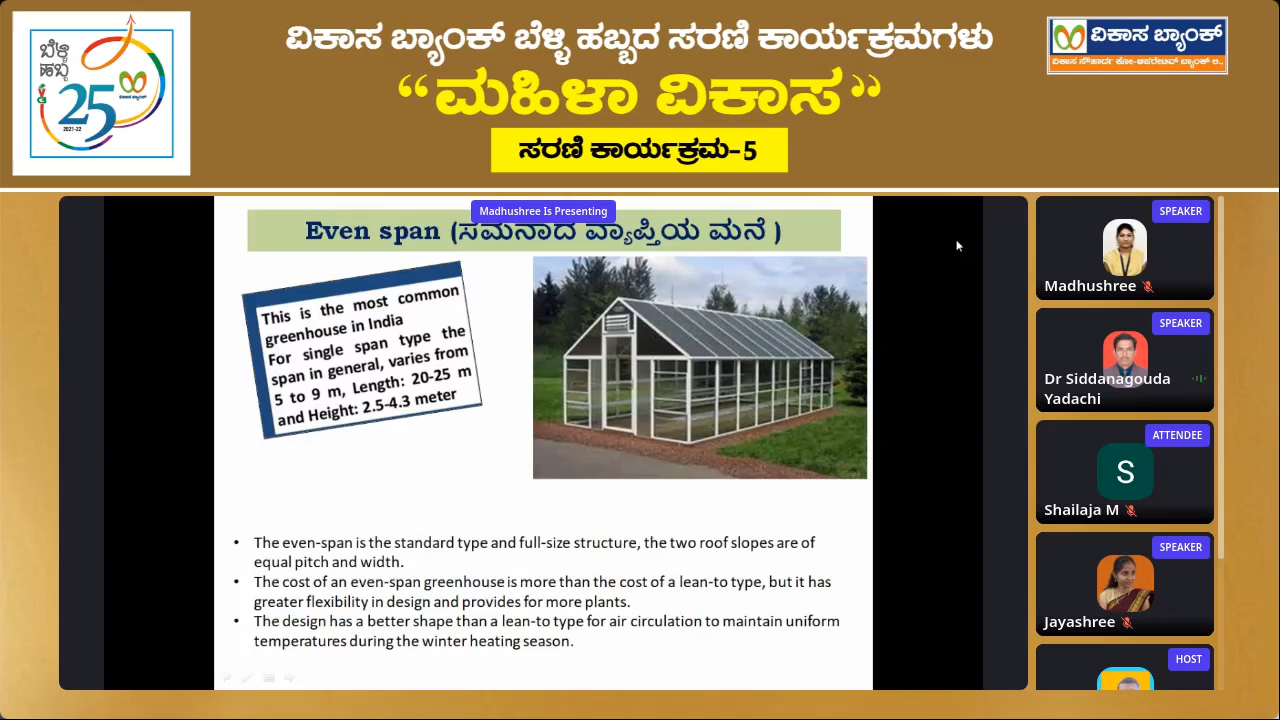 ಬೆಳ್ಳಿ
ಹಬ್ಬ
25
2021-22
ವಿಕಾಸ ಬ್ಯಾಂಕ್ ಬೆಳ್ಳಿ ಹಬ್ಬದ ಸರಣಿ ಕಾರ್ಯಕ್ರಮಗಳು
“ಮಹಿಳಾ ವಿಕಾಸ”
ಸರಣಿ ಕಾರ್ಯಕ್ರಮ-5
ವಿಕಾಸ ಬ್ಯಾಂಕ್
ವಿಕಾಸ ಸೌಹಾರ್ದ ಕೋ-ಆಪರೇಟಿವ್ ಬ್ಯಾಂಕ್ ಲಿ.,
Madhushree Is Presenting
Even span (ಸಮನಾದ ವ್ಯಾಪ್ತಿಯ ಮನೆ )
This is the most common
greenhouse in India
For single span type the
span in general, varies from
5 to 9 m, Length: 20-25 m
and Height: 2.5-4.3 meter
• The even-span is the standard type and full-size structure, the two roof slopes are of
equal pitch and width.
• The cost of an even-span greenhouse is more than the cost of a lean-to type, but it has
greater flexibility in design and provides for more plants.
• The design has a better shape than a lean-to type for air circulation to maintain uniform
temperatures during the winter heating season.
SPEAKER
Madhushree
SPEAKER
Dr Siddanagouda
Yadachi
ATTENDEE
S
Shailaja M
SPEAKER
Jayashree
HOST